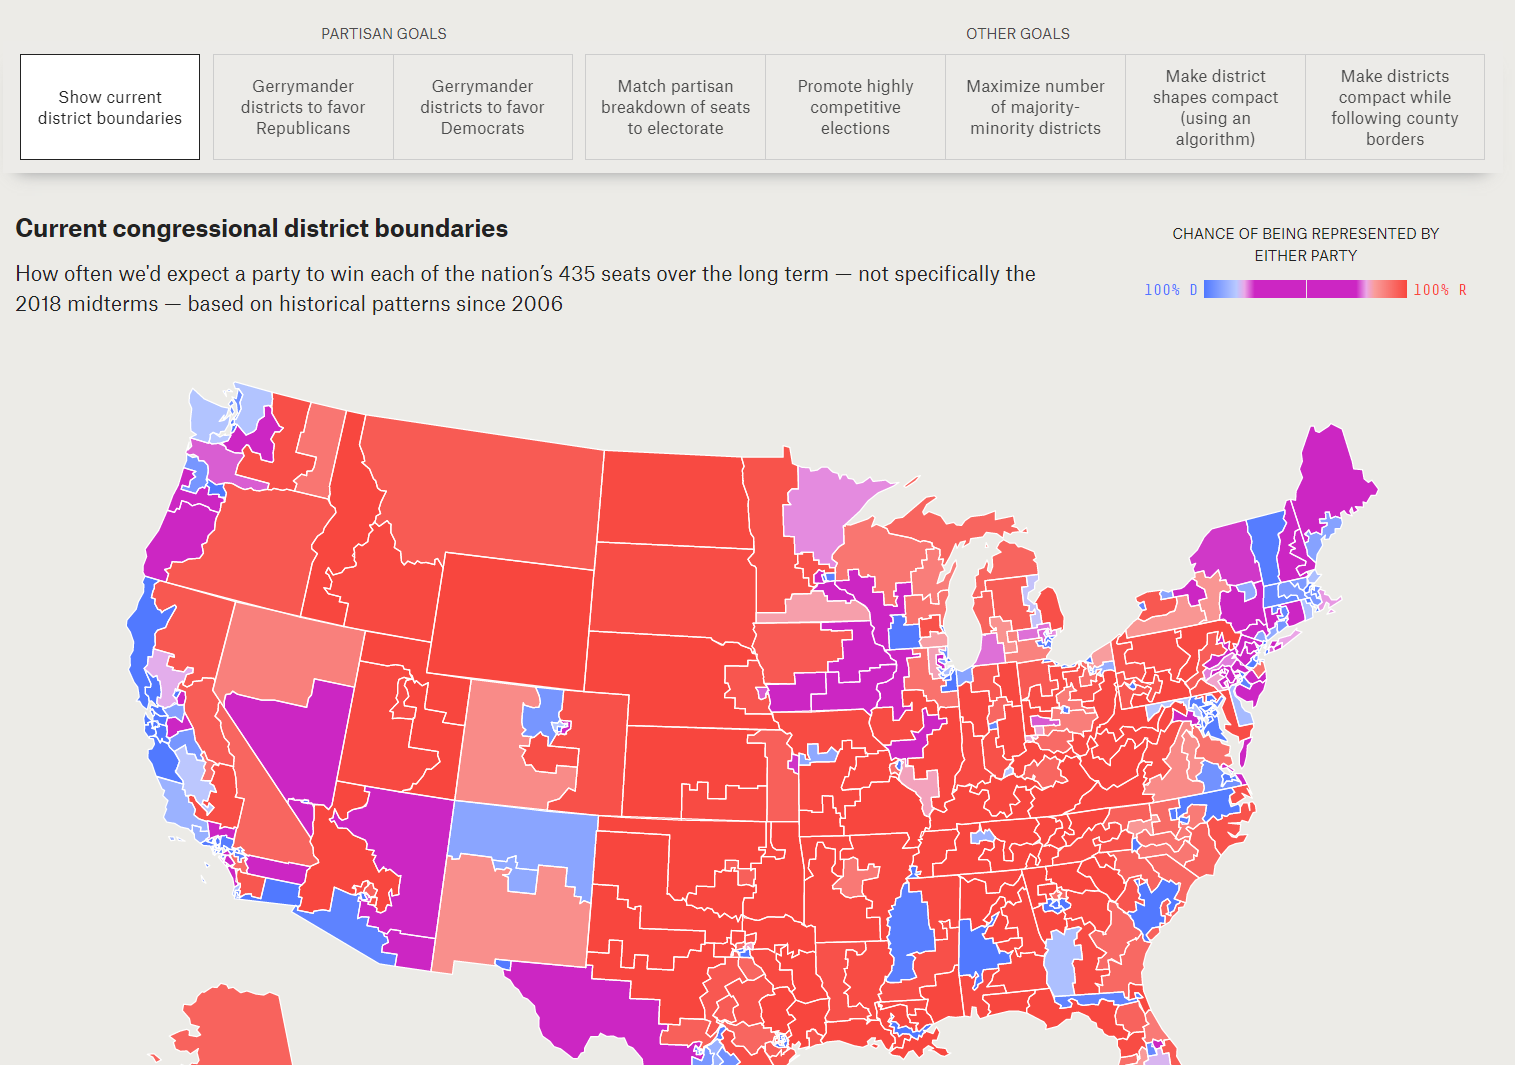 PARTISAN GOALS
OTHER GOALS
Show current
district boundaries
Gerrymander
districts to favor
Republicans
Gerrymander
districts to favor
Democrats
Match partisan
breakdown of seats
to electorate
Promote highly
competitive
elections
Maximize number
of majority-
minority districts
Make district
shapes compact
(using an
algorithm)
Make districts
compact while
following county
borders
Current congressional district boundaries
How often we'd expect a party to win each of the nation's 435 seats over the long term — not specifically the
2018 midterms — based on historical patterns since 2006
CHANCE OF BEING REPRESENTED BY
EITHER PARTY
100% D
100% R